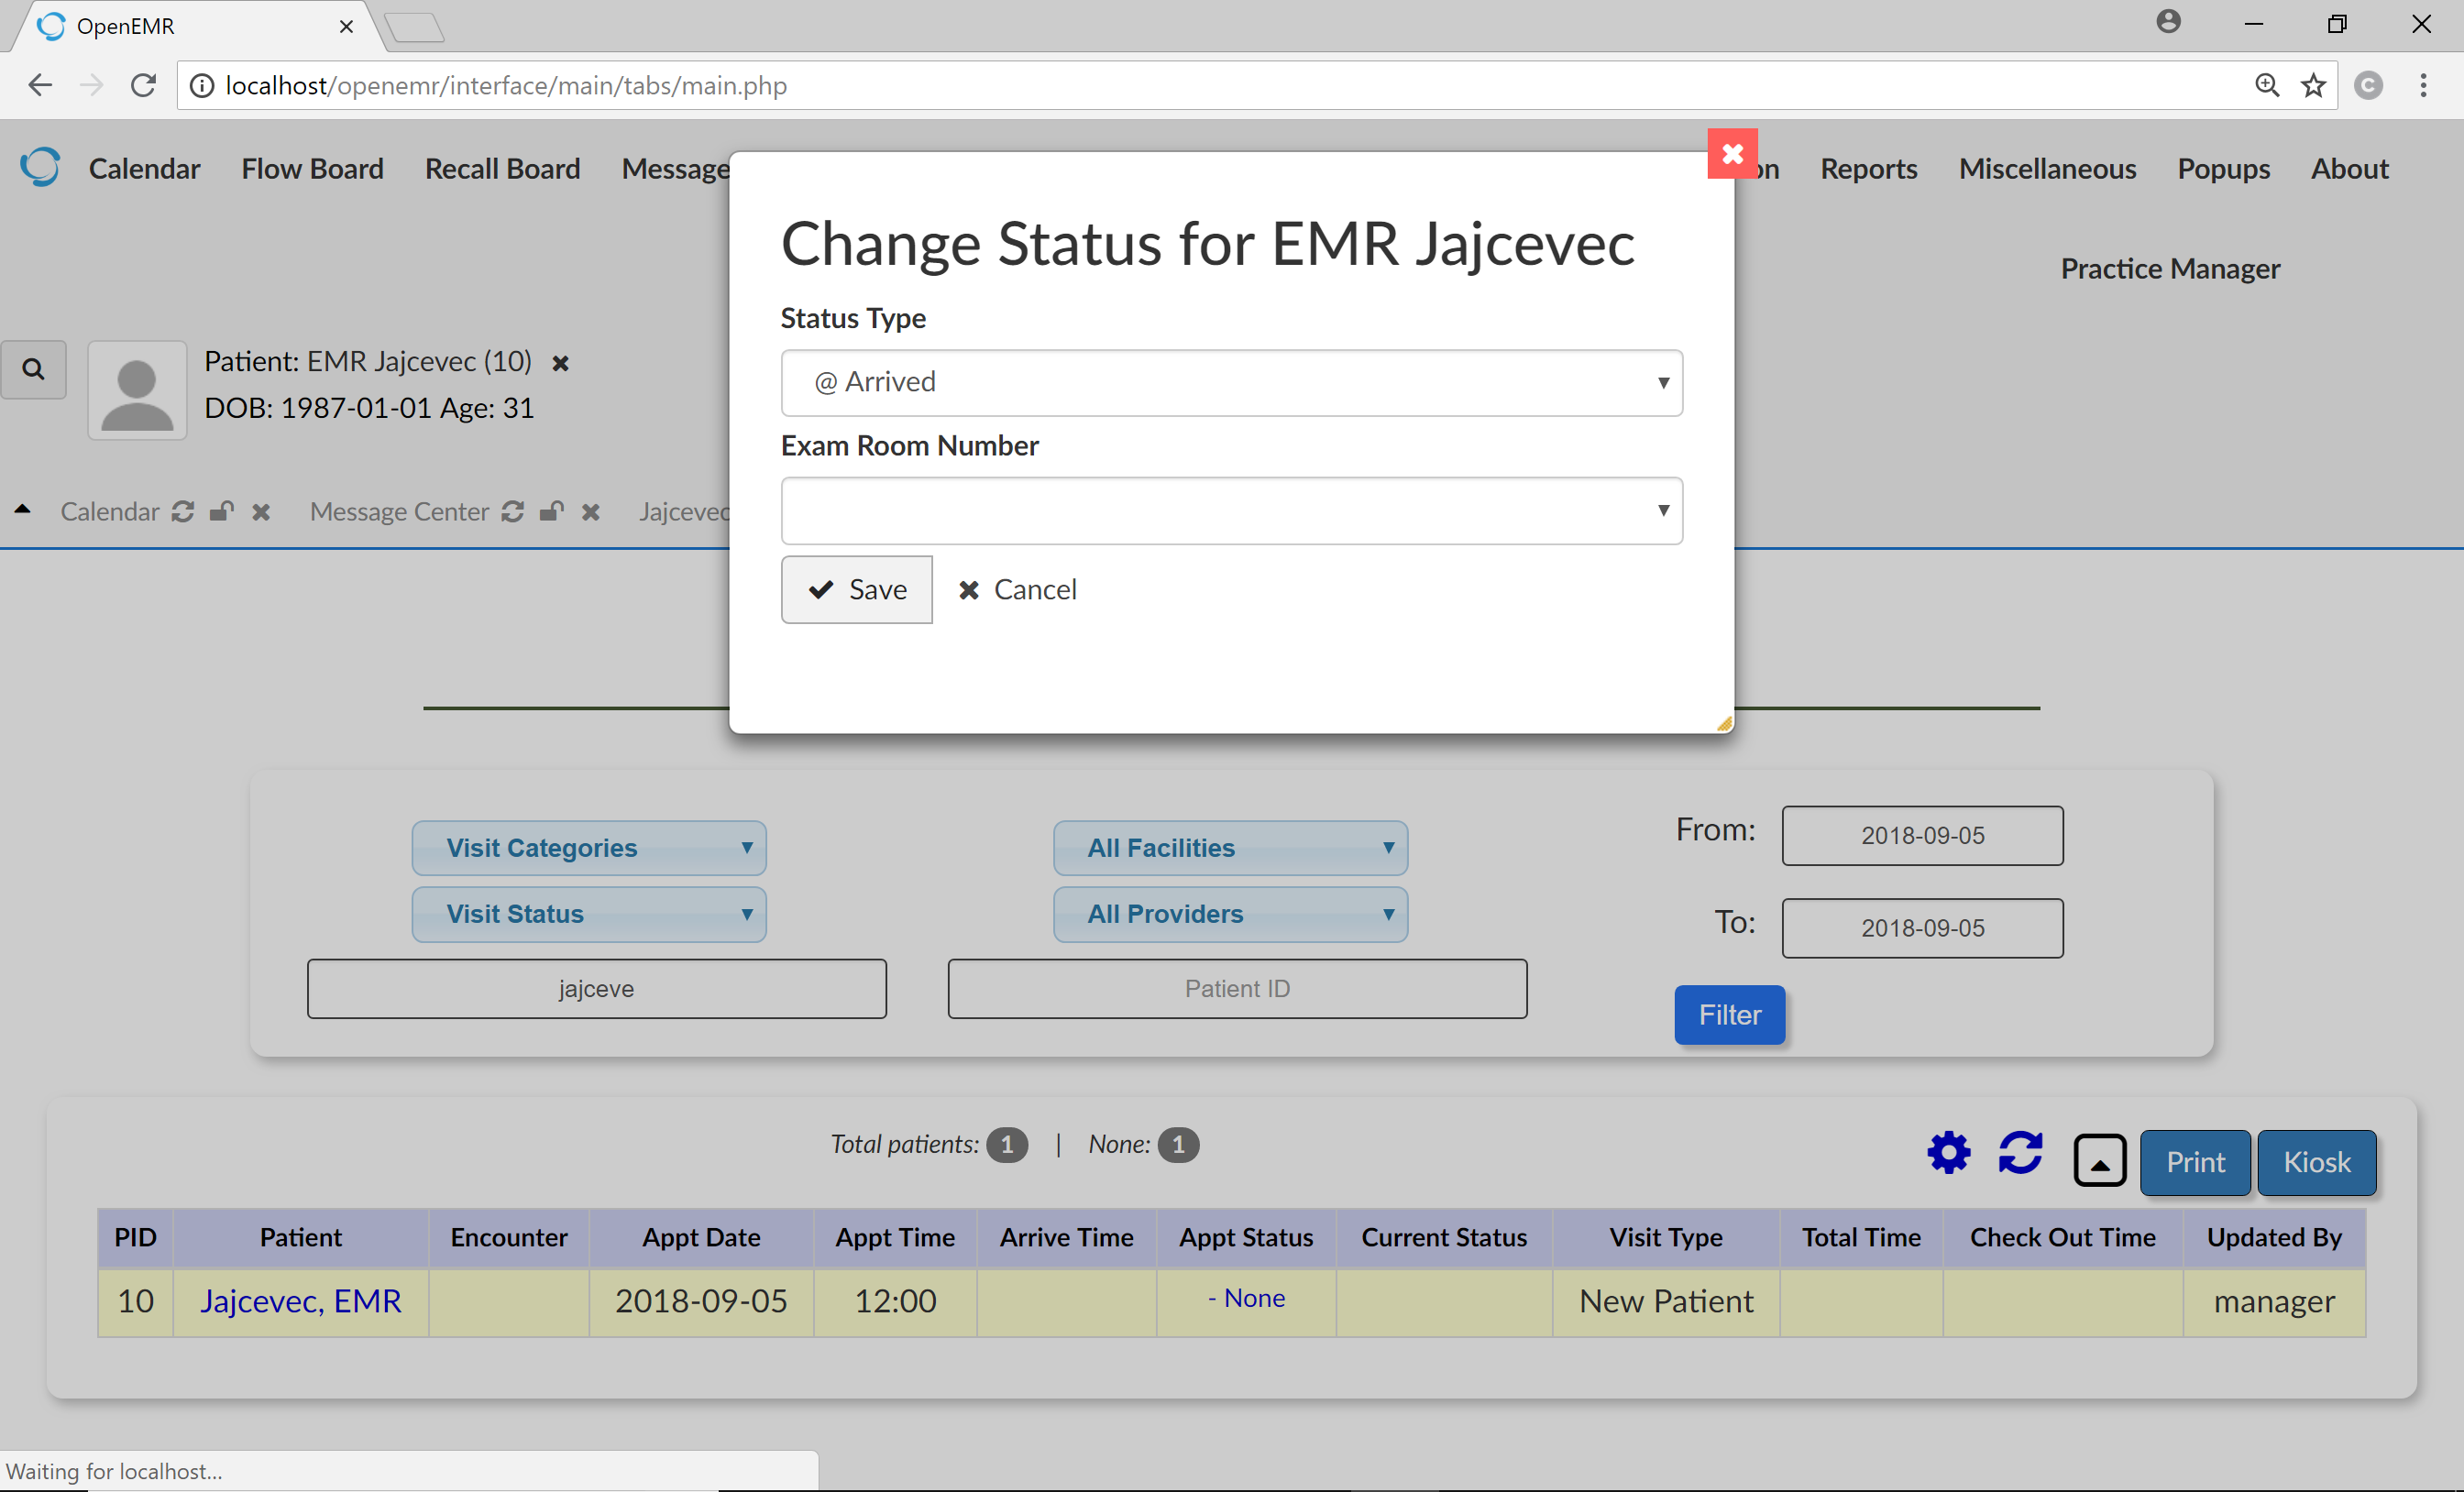 OpenEMR
localhost/openemr/interface/main/tabs/main.php
Calendar Flow Board Recall Board Message on Reports Miscellaneous Popups About
Practice Manager
Change Status for EMR Jajcevec
Status Type
@ Arrived
Exam Room Number
Save Cancel
Patient: EMR Jajcevec (10)
DOB: 1987-01-01 Age: 31
Calendar Message Center Jajcevec
Visit Categories All Facilities From: 2018-09-05
Visit Status All Providers To: 2018-09-05
jajceve Patient ID
Filter
Total patients: 1 | None: 1
Print Kiosk
PID Patient Encounter Appt Date Appt Time Arrive Time Appt Status Current Status Visit Type Total Time Check Out Time Updated By
10 Jajcevec, EMR 2018-09-05 12:00 - None New Patient manager
Waiting for localhost...